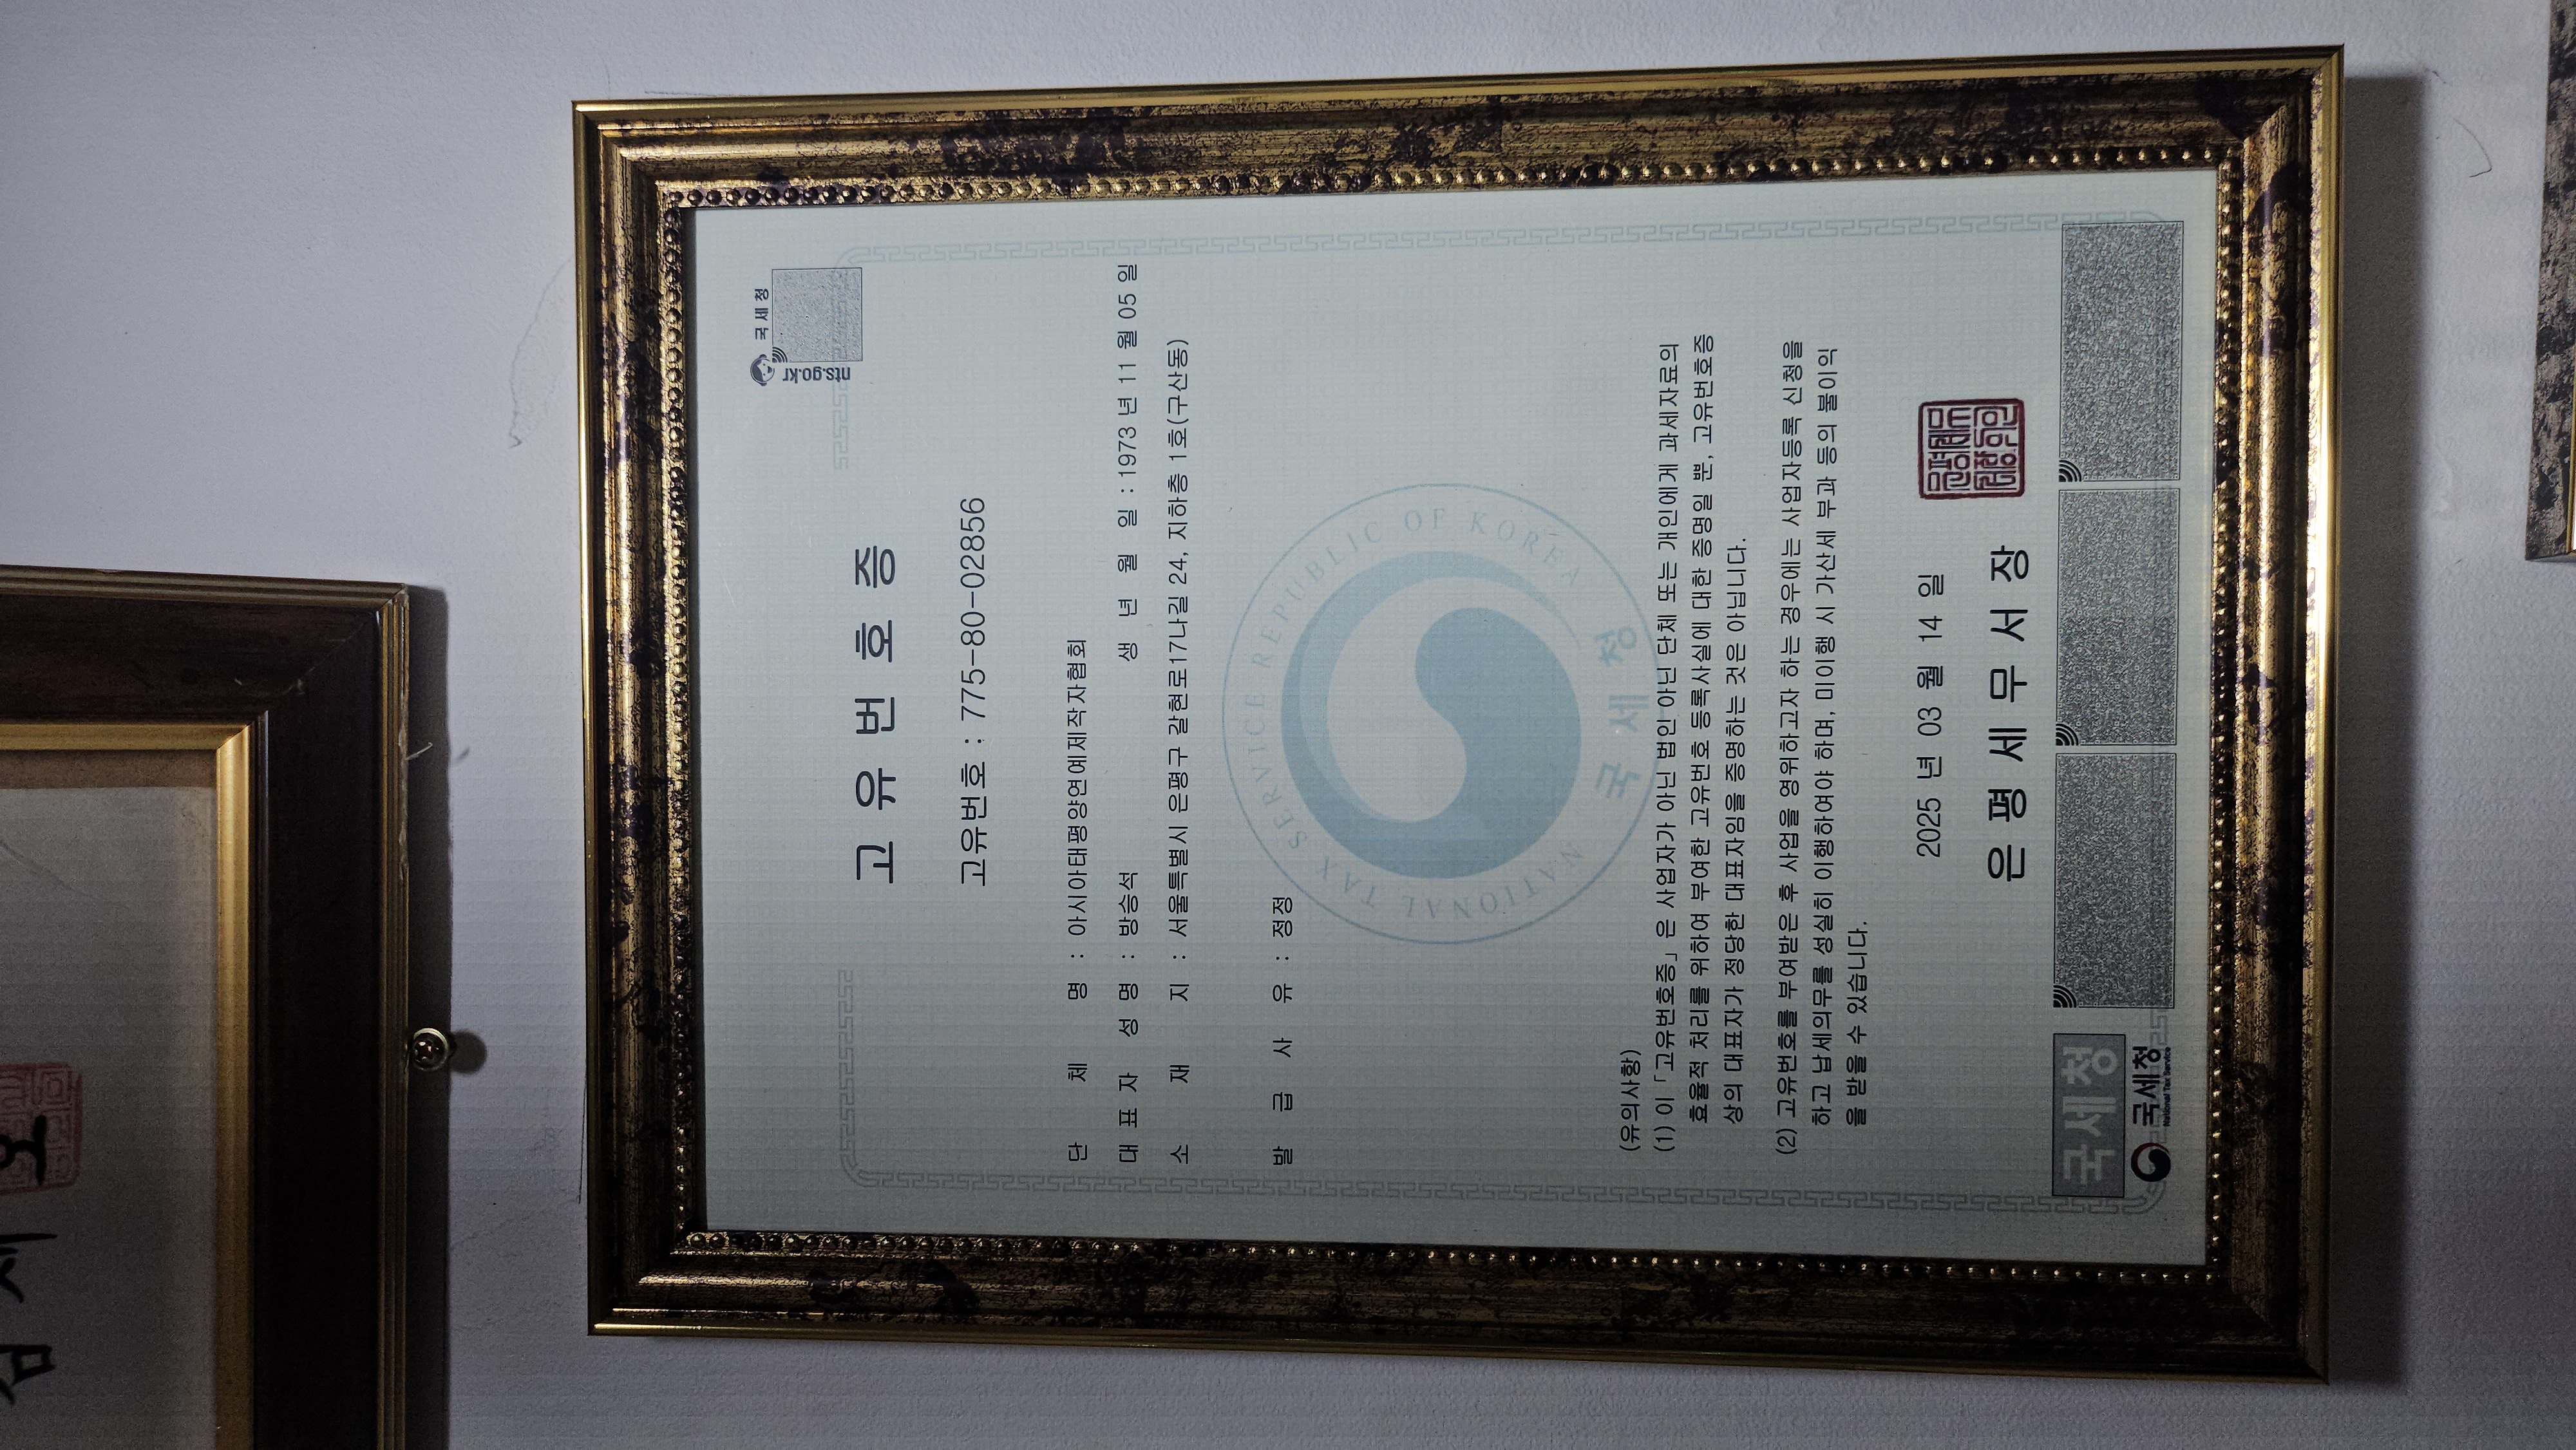 국세청
nts.go.kr
고유번호증
고유번호 : 775-80-02856
단체명 : 아시아태평양연예제작자협회
대표자성명 : 방승석 생년월일 : 1973 년 11 월 05 일
소재지 : 서울특별시 은평구 갈현로17나길 24, 지하층 1호(구산동)
발급사유 : 정정
NATIONAL TAX SERVICE REPUBLIC OF KOREA
국세청
(유의사항)
(1) 이 「고유번호증」은 사업자가 아닌 법인 아닌 단체 또는 개인에게 과세자료의
효율적 처리를 위하여 부여한 고유번호 등록사실에 대한 증명일 뿐, 고유번호증
상의 대표자가 정당한 대표자임을 증명하는 것은 아닙니다.
(2) 고유번호를 부여받은 후 사업을 영위하고자 하는 경우에는 사업자등록 신청을
하고 납세의무를 성실히 이행하여야 하며, 미이행 시 가산세 부과 등의 불이익
을 받을 수 있습니다.
2025 년 03 월 14 일
은평세무서장
국세청
국세청
National Tax Service